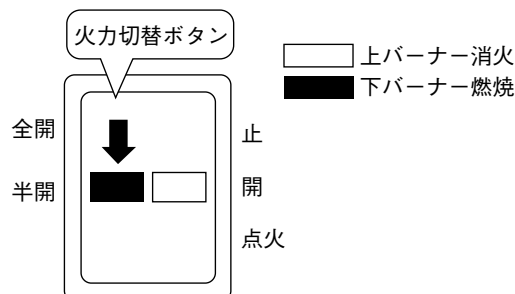 火力切替ボタン
上バーナー消火
下バーナー燃焼
全開
止
半開
開
点火